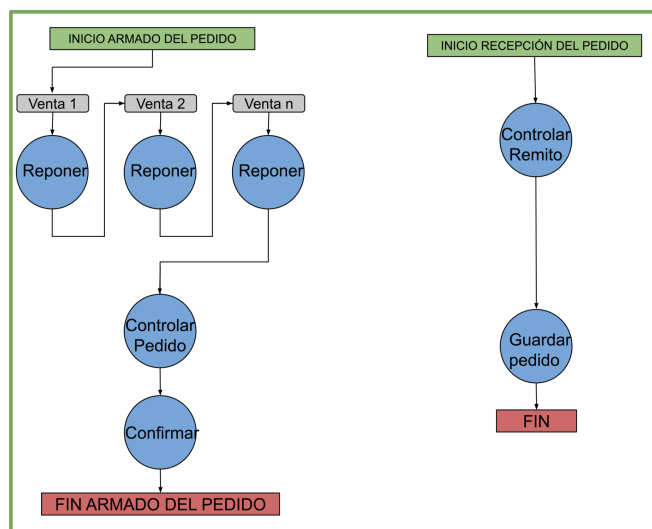 INICIO ARMADO DEL PEDIDO
Venta 1
Venta 2
Venta n
Reponer
Reponer
Reponer
Controlar
Pedido
Confirmar
FIN ARMADO DEL PEDIDO
INICIO RECEPCIÓN DEL PEDIDO
Controlar
Remito
Guardar
pedido
FIN